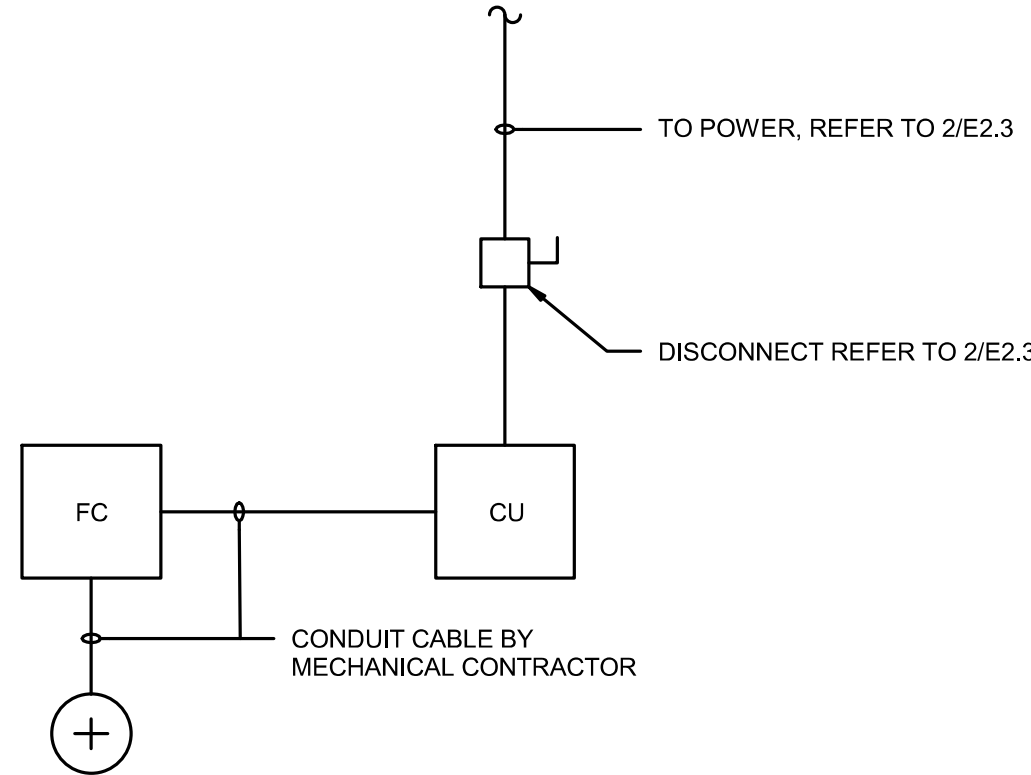 TO POWER, REFER TO 2/E2.3
DISCONNECT REFER TO 2/E2.3
FC
CU
CONDUIT CABLE BY
MECHANICAL CONTRACTOR